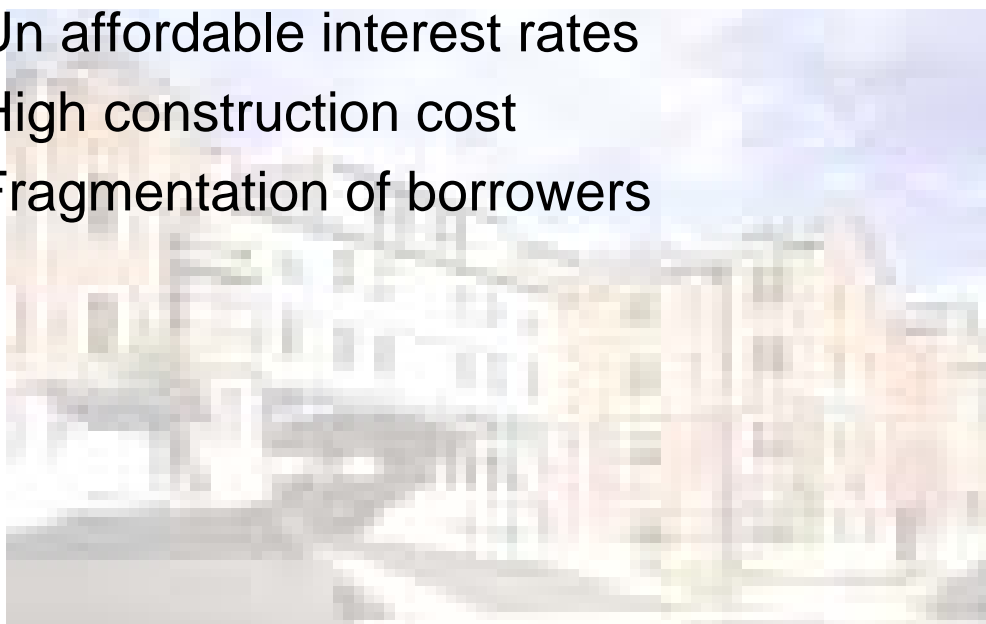 Un affordable interest rates
High construction cost
Fragmentation of borrowers